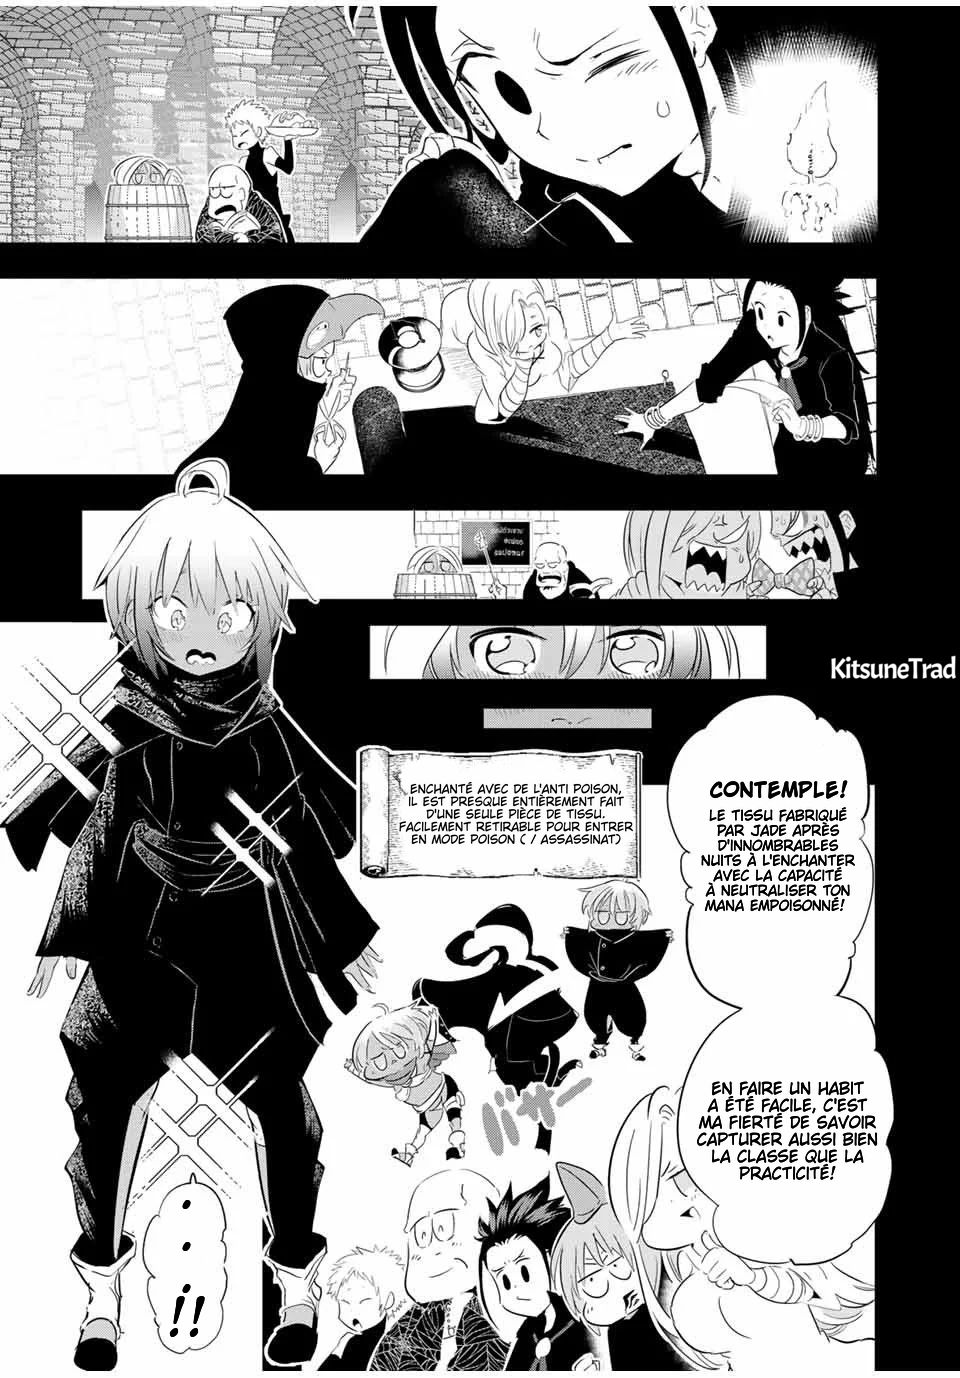 KitsuneTrad
CONTEMPLE!
LE TISSU FABRIQUÉ
PAR JADE APRÈS
D'INNOMBRABLES
NUITS À L'ENCHANTER
AVEC LA CAPACITÉ
À NEUTRALISER TON
MANA EMPOISONNÉ!
ENCHANTÉ AVEC DE L'ANTI POISON,
IL EST PRESQUE ENTIÈREMENT FAIT
D'UNE SEULE PIÈCE DE TISSU.
FACILEMENT RETIRABLE POUR ENTRER
EN MODE POISON ( / ASSASSINAT)
バサー
EN FAIRE UN HABIT
A ÉTÉ FACILE, C'EST
MA FIERTÉ DE SAVOIR
CAPTURER AUSSI BIEN
LA CLASSE QUE LA
PRACTICITÉ!
...!!